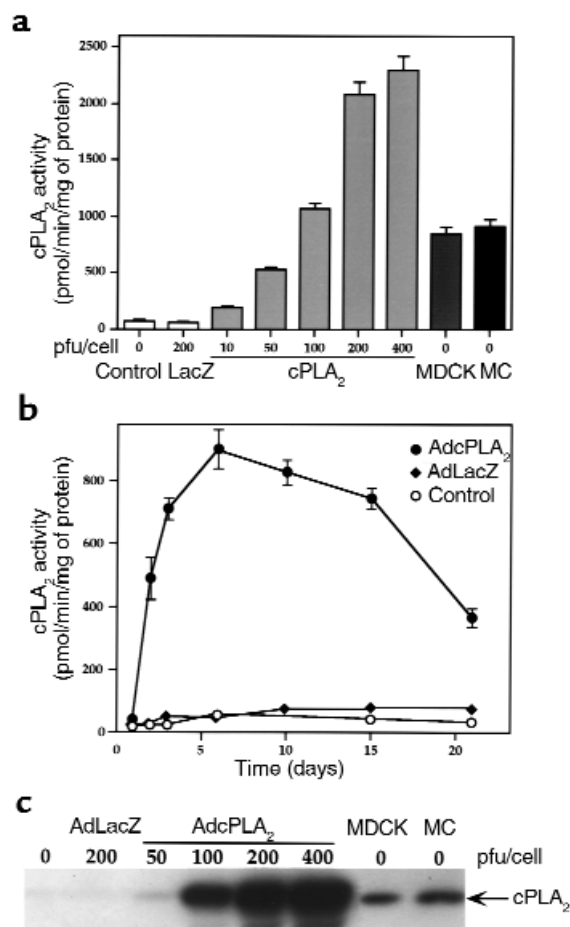 a
cPLA2 activity
(pmol/min/mg of protein)
2500
2000
1500
1000
500
0
pfu/cell 0 200 10 50 100 200 400 0 0
Control LacZ cPLA2 MDCK MC
b
cPLA2 activity
(pmol/min/mg of protein)
800
600
400
200
0
AdcPLA2
AdLacZ
Control
0 5 10 15 20
Time (days)
c
AdLacZ AdcPLA2 MDCK MC
0 200 50 100 200 400 0 0 pfu/cell
cPLA2